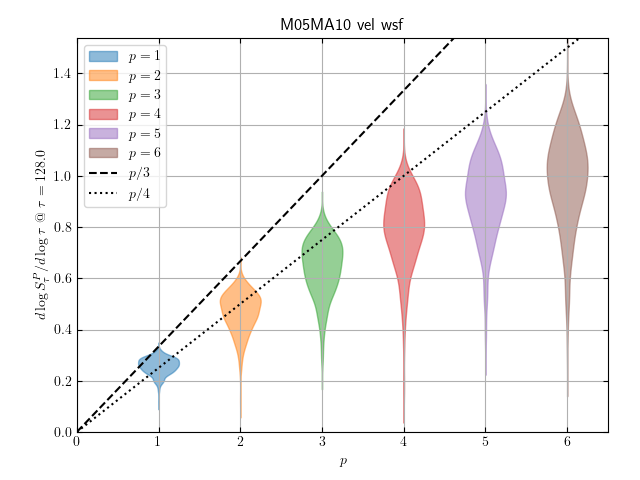 M05MA10 vel wsf
d log S_τ^P / d log τ @ τ = 128.0
1.4
1.2
1.0
0.8
0.6
0.4
0.2
0.0
p = 1
p = 2
p = 3
p = 4
p = 5
p = 6
p/3
p/4
0 1 2 3 4 5 6
p